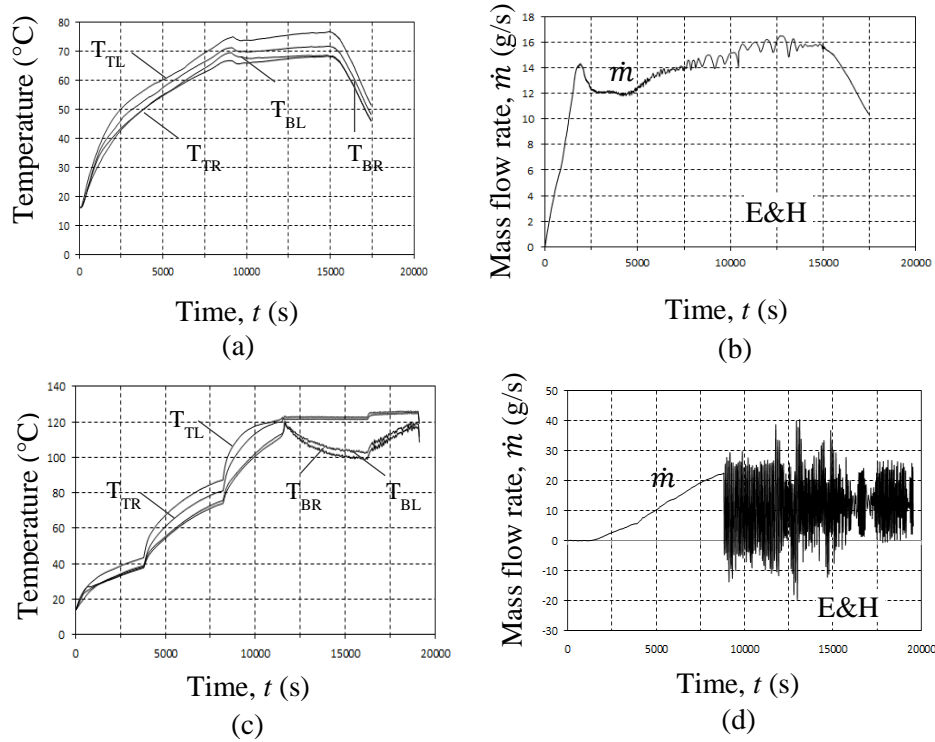 Temperature (°C)
90
80
70
60
50
40
30
20
10
0
T_TL
T_BL
T_TR
T_BR
0 5000 10000 15000 20000
Time, t (s)
(a)
Mass flow rate, ṁ (g/s)
18
16
14
12
10
8
6
4
2
0
ṁ
E&H
0 5000 10000 15000 20000
Time, t (s)
(b)
Temperature (°C)
140
120
100
80
60
40
20
0
T_TL
T_TR
T_BR
T_BL
0 5000 10000 15000 20000
Time, t (s)
(c)
Mass flow rate, ṁ (g/s)
50
40
30
20
10
0
-10
-20
-30
ṁ
E&H
0 5000 10000 15000 20000
Time, t (s)
(d)